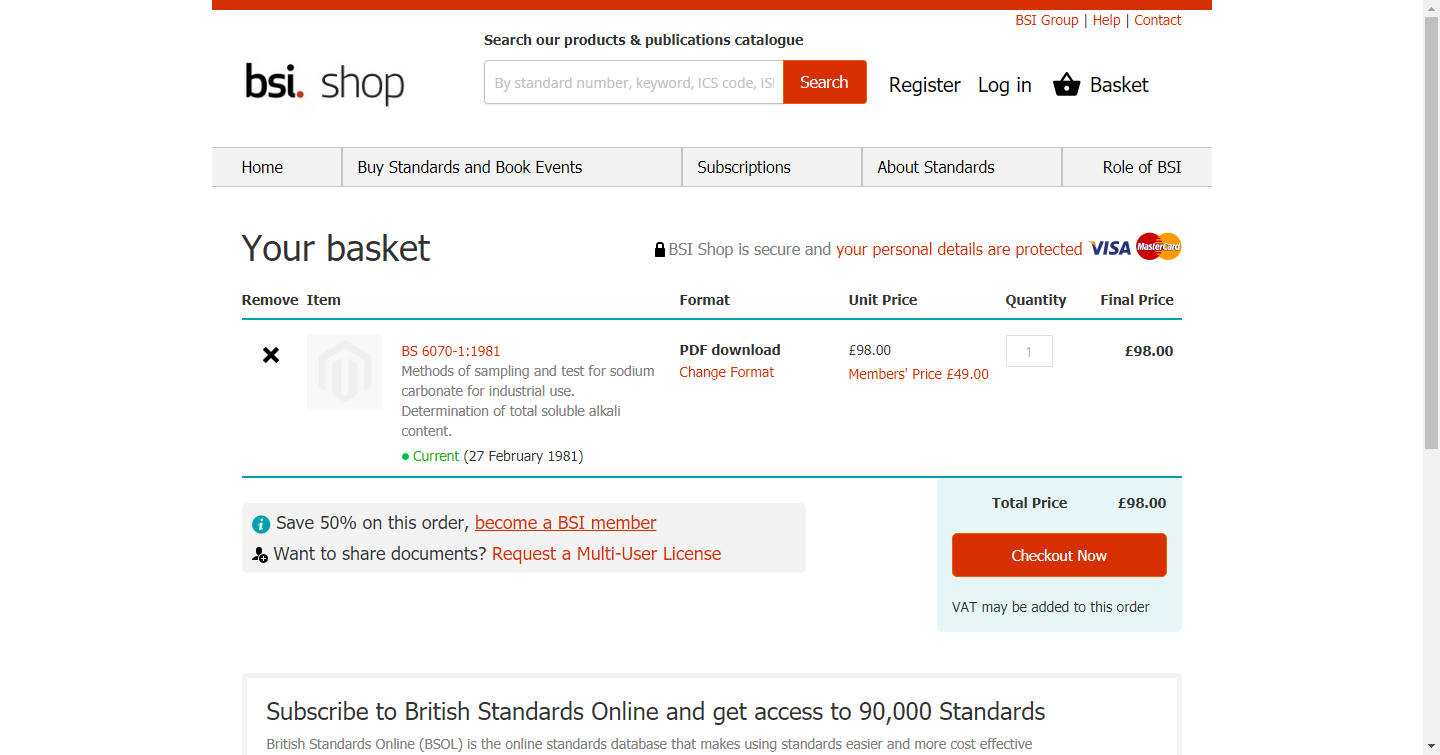 BSI Group | Help | Contact
Search our products & publications catalogue
bsi. shop
By standard number, keyword, ICS code, ISI
Search
Register
Log in
Basket
Home
Buy Standards and Book Events
Subscriptions
About Standards
Role of BSI
Your basket
BSI Shop is secure and your personal details are protected
VISA
MasterCard
Remove Item Format Unit Price Quantity Final Price
BS 6070-1:1981
Methods of sampling and test for sodium
carbonate for industrial use.
Determination of total soluble alkali
content.
Current (27 February 1981)
PDF download
Change Format
£98.00
Members' Price £49.00
1
£98.00
Save 50% on this order, become a BSI member
Want to share documents? Request a Multi-User License
Total Price £98.00
Checkout Now
VAT may be added to this order
Subscribe to British Standards Online and get access to 90,000 Standards
British Standards Online (BSOL) is the online standards database that makes using standards easier and more cost effective